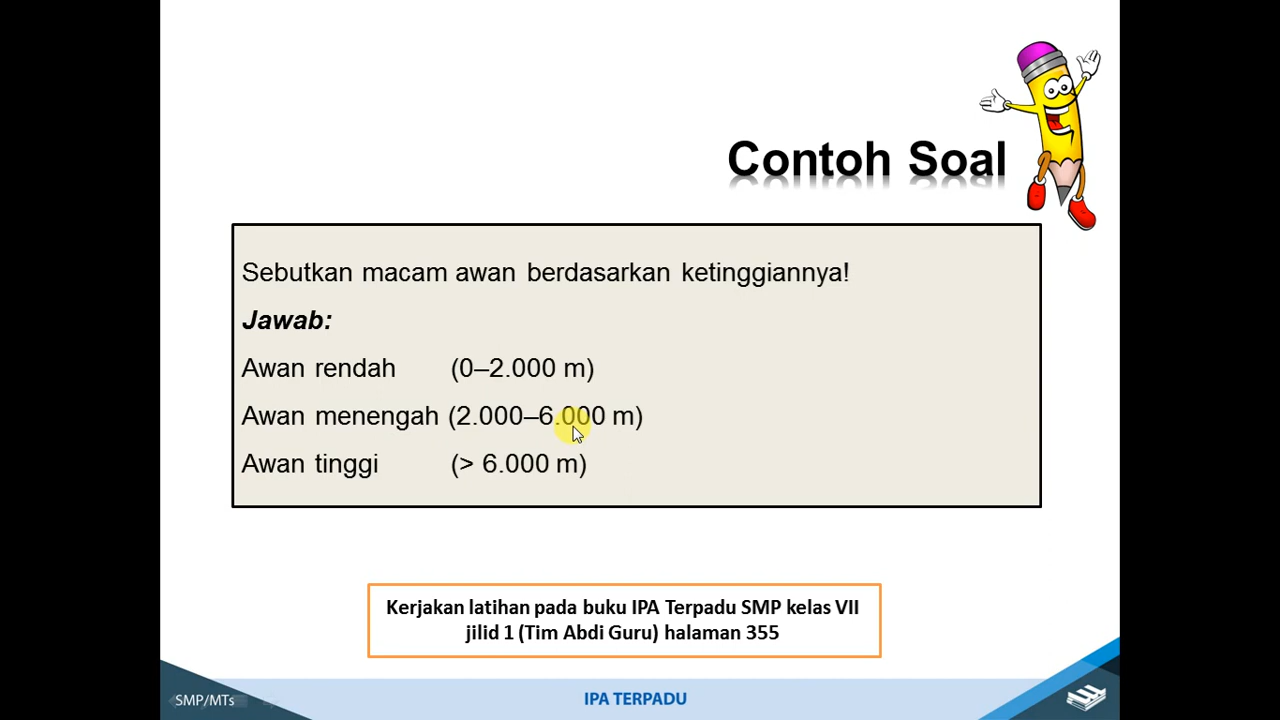 Contoh Soal
Sebutkan macam awan berdasarkan ketinggiannya!
Jawab:
Awan rendah (0–2.000 m)
Awan menengah (2.000–6.000 m)
Awan tinggi (> 6.000 m)
Kerjakan latihan pada buku IPA Terpadu SMP kelas VII
jilid 1 (Tim Abdi Guru) halaman 355
SMP/MTs
IPA TERPADU